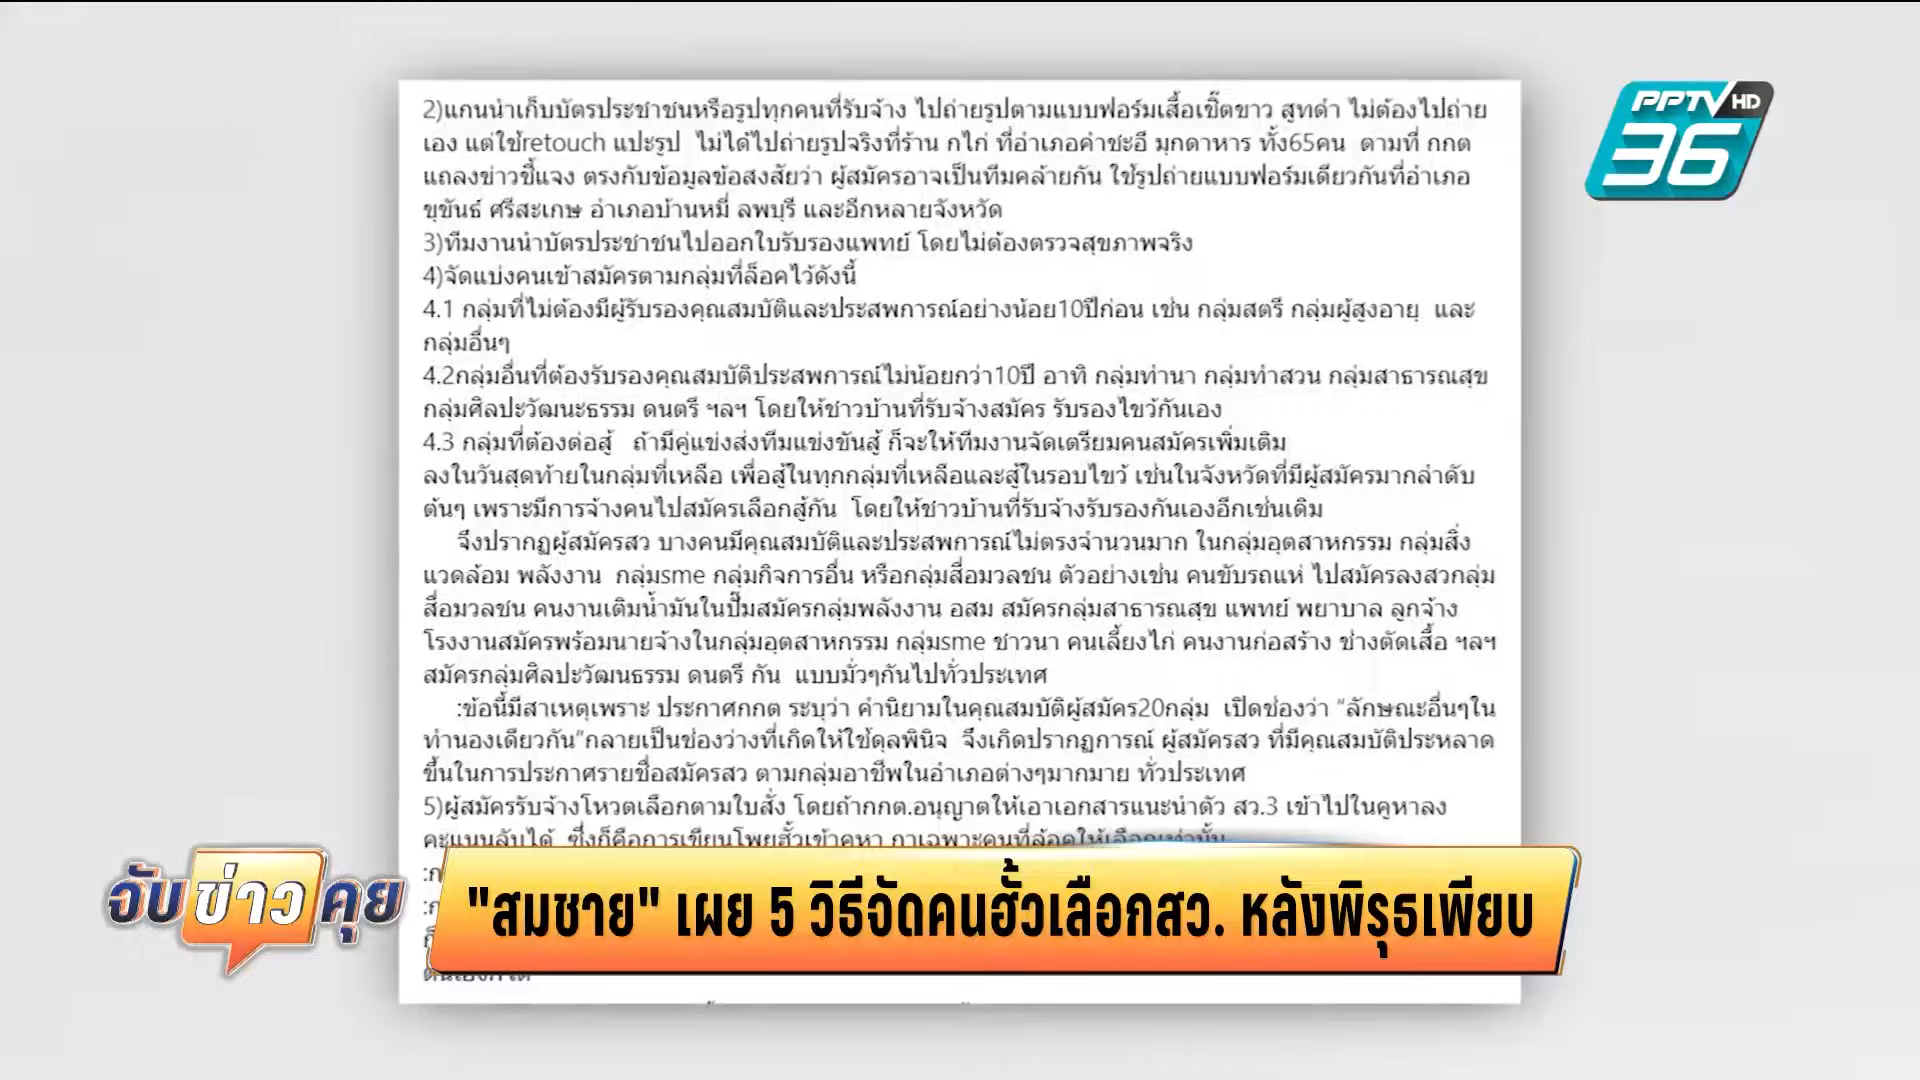 2)แกนนำเก็บบัตรประชาชนหรือรูปทุกคนที่รับจ้าง ไปถ่ายรูปตามแบบฟอร์มเสื้อเชิ๊ตขาว สูทดำ ไม่ต้องไปถ่าย
เอง แต่ใช้retouch แปะรูป ไม่ได้ไปถ่ายรูปจริงที่ร้าน กไก่ ที่อำเภอคำชะอี มุกดาหาร ทั้ง65คน ตามที่ กกต
แถลงข่าวชี้แจง ตรงกับข้อมูลข้อสงสัยว่า ผู้สมัครอาจเป็นทีมคล้ายกัน ใช้รูปถ่ายแบบฟอร์มเดียวกันที่อำเภอ
ขุขันธ์ ศรีสะเกษ อำเภอบ้านหมี่ ลพบุรี และอีกหลายจังหวัด
3)ทีมงานนำบัตรประชาชนไปออกใบรับรองแพทย์ โดยไม่ต้องตรวจสุขภาพจริง
4)จัดแบ่งคนเข้าสมัครตามกลุ่มที่ล็อคไว้ดังนี้
4.1 กลุ่มที่ไม่ต้องมีผู้รับรองคุณสมบัติและประสพการณ์อย่างน้อย10ปีก่อน เช่น กลุ่มสตรี กลุ่มผู้สูงอายุ และ
กลุ่มอื่นๆ
4.2กลุ่มอื่นที่ต้องรับรองคุณสมบัติประสพการณ์ไม่น้อยกว่า10ปี อาทิ กลุ่มทำนา กลุ่มทำสวน กลุ่มสาธารณสุข
กลุ่มศิลปะวัฒนะธรรม ดนตรี ฯลฯ โดยให้ชาวบ้านที่รับจ้างสมัคร รับรองไขว้กันเอง
4.3 กลุ่มที่ต้องต่อสู้ ถ้ามีคู่แข่งส่งทีมแข่งขันสู้ ก็จะให้ทีมงานจัดเตรียมคนสมัครเพิ่มเติม
ลงในวันสุดท้ายในกลุ่มที่เหลือ เพื่อสู้ในทุกกลุ่มที่เหลือและสู้ในรอบไขว้ เช่นในจังหวัดที่มีผู้สมัครมากลำดับ
ต้นๆ เพราะมีการจ้างคนไปสมัครเลือกสู้กัน โดยให้ชาวบ้านที่รับจ้างรับรองกันเองอีกเช่นเดิม
จึงปรากฏผู้สมัครสว บางคนมีคุณสมบัติและประสพการณ์ไม่ตรงจำนวนมาก ในกลุ่มอุตสาหกรรม กลุ่มสิ่ง
แวดล้อม พลังงาน กลุ่มsme กลุ่มกิจการอื่น หรือกลุ่มสื่อมวลชน ตัวอย่างเช่น คนขับรถแห่ ไปสมัครลงสวกลุ่ม
สื่อมวลชน คนงานเติมน้ำมันในปั๊มสมัครกลุ่มพลังงาน อสม สมัครกลุ่มสาธารณสุข แพทย์ พยาบาล ลูกจ้าง
โรงงานสมัครพร้อมนายจ้างในกลุ่มอุตสาหกรรม กลุ่มsme ชาวนา คนเลี้ยงไก่ คนงานก่อสร้าง ช่างตัดเสื้อ ฯลฯ
สมัครกลุ่มศิลปะวัฒนธรรม ดนตรี กัน แบบมั่วๆกันไปทั่วประเทศ
:ข้อนี้มีสาเหตุเพราะ ประกาศกกต ระบุว่า คำนิยามในคุณสมบัติผู้สมัคร20กลุ่ม เปิดช่องว่า “ลักษณะอื่นๆใน
ทำนองเดียวกัน”กลายเป็นช่องว่างที่เกิดให้ใช้ดุลพินิจ จึงเกิดปรากฏการณ์ ผู้สมัครสว ที่มีคุณสมบัติประหลาด
ขึ้นในการประกาศรายชื่อสมัครสว ตามกลุ่มอาชีพในอำเภอต่างๆมากมาย ทั่วประเทศ
5)ผู้สมัครรับจ้างโหวตเลือกตามใบสั่ง โดยถ้ากกต.อนุญาตให้เอาเอกสารแนะนำตัว สว.3 เข้าไปในคูหาลง
คะแนนลับได้ ซึ่งก็คือการเขียนโพยฮั้วเข้าคูหา กาเฉพาะคนที่ล้อคให้เลือกเท่านั้น
จับข่าวคุย
"สมชาย" เผย 5 วิธีจัดคนฮั้วเลือกสว. หลังพิรุธเพียบ
PPTV HD
36